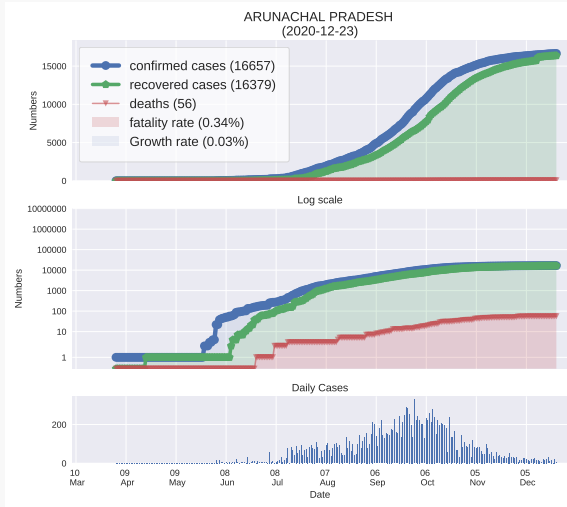 ARUNACHAL PRADESH
(2020-12-23)
confirmed cases (16657)
recovered cases (16379)
deaths (56)
fatality rate (0.34%)
Growth rate (0.03%)
Numbers
15000
10000
5000
0
Log scale
Numbers
10000000
1000000
100000
10000
1000
100
10
1
Daily Cases
200
0
10 09 09 08 08 07 06 06 05 05
Mar Apr May Jun Jul Aug Sep Oct Nov Dec
Date